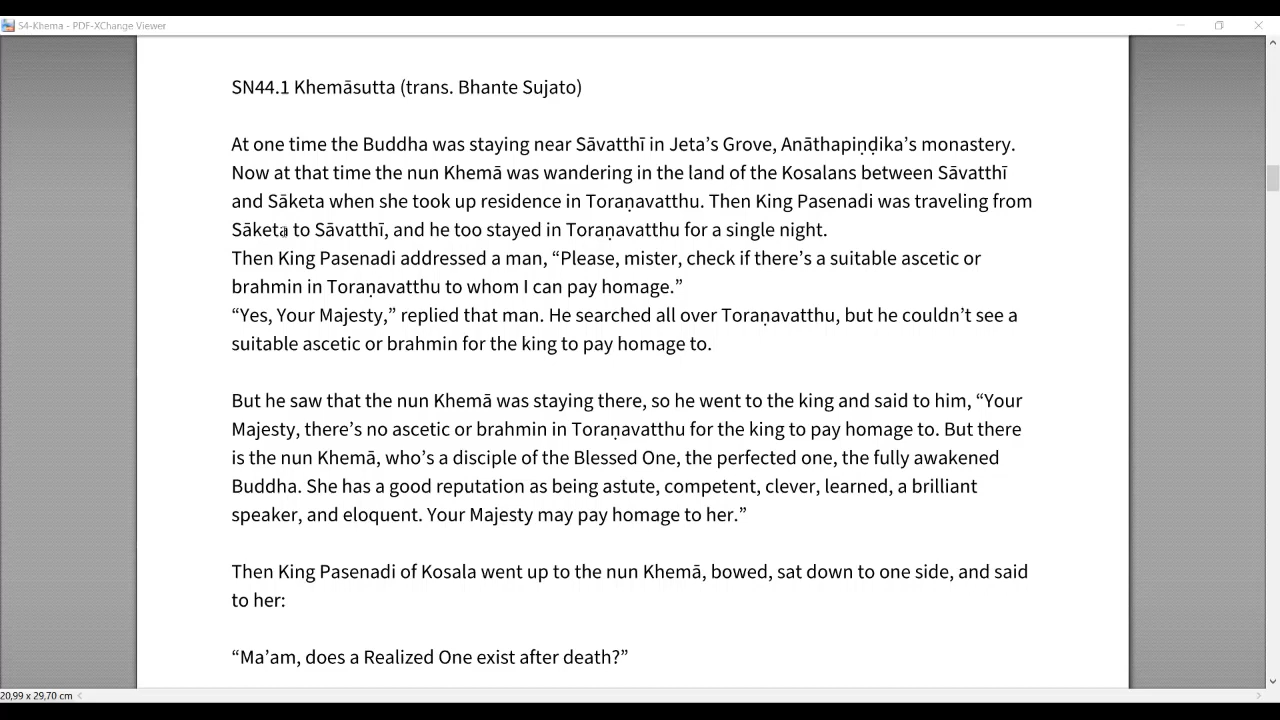 S4-Khema - PDF-XChange Viewer
SN44.1 Khemāsutta (trans. Bhante Sujato)
At one time the Buddha was staying near Sāvatthī in Jeta’s Grove, Anāthapiṇḍika’s monastery.
Now at that time the nun Khemā was wandering in the land of the Kosalans between Sāvatthī
and Sāketa when she took up residence in Toraṇavatthu. Then King Pasenadi was traveling from
Sāketa to Sāvatthī, and he too stayed in Toraṇavatthu for a single night.
Then King Pasenadi addressed a man, “Please, mister, check if there’s a suitable ascetic or
brahmin in Toraṇavatthu to whom I can pay homage.”
“Yes, Your Majesty,” replied that man. He searched all over Toraṇavatthu, but he couldn’t see a
suitable ascetic or brahmin for the king to pay homage to.
But he saw that the nun Khemā was staying there, so he went to the king and said to him, “Your
Majesty, there’s no ascetic or brahmin in Toraṇavatthu for the king to pay homage to. But there
is the nun Khemā, who’s a disciple of the Blessed One, the perfected one, the fully awakened
Buddha. She has a good reputation as being astute, competent, clever, learned, a brilliant
speaker, and eloquent. Your Majesty may pay homage to her.”
Then King Pasenadi of Kosala went up to the nun Khemā, bowed, sat down to one side, and said
to her:
“Ma’am, does a Realized One exist after death?”
20,99 x 29,70 cm